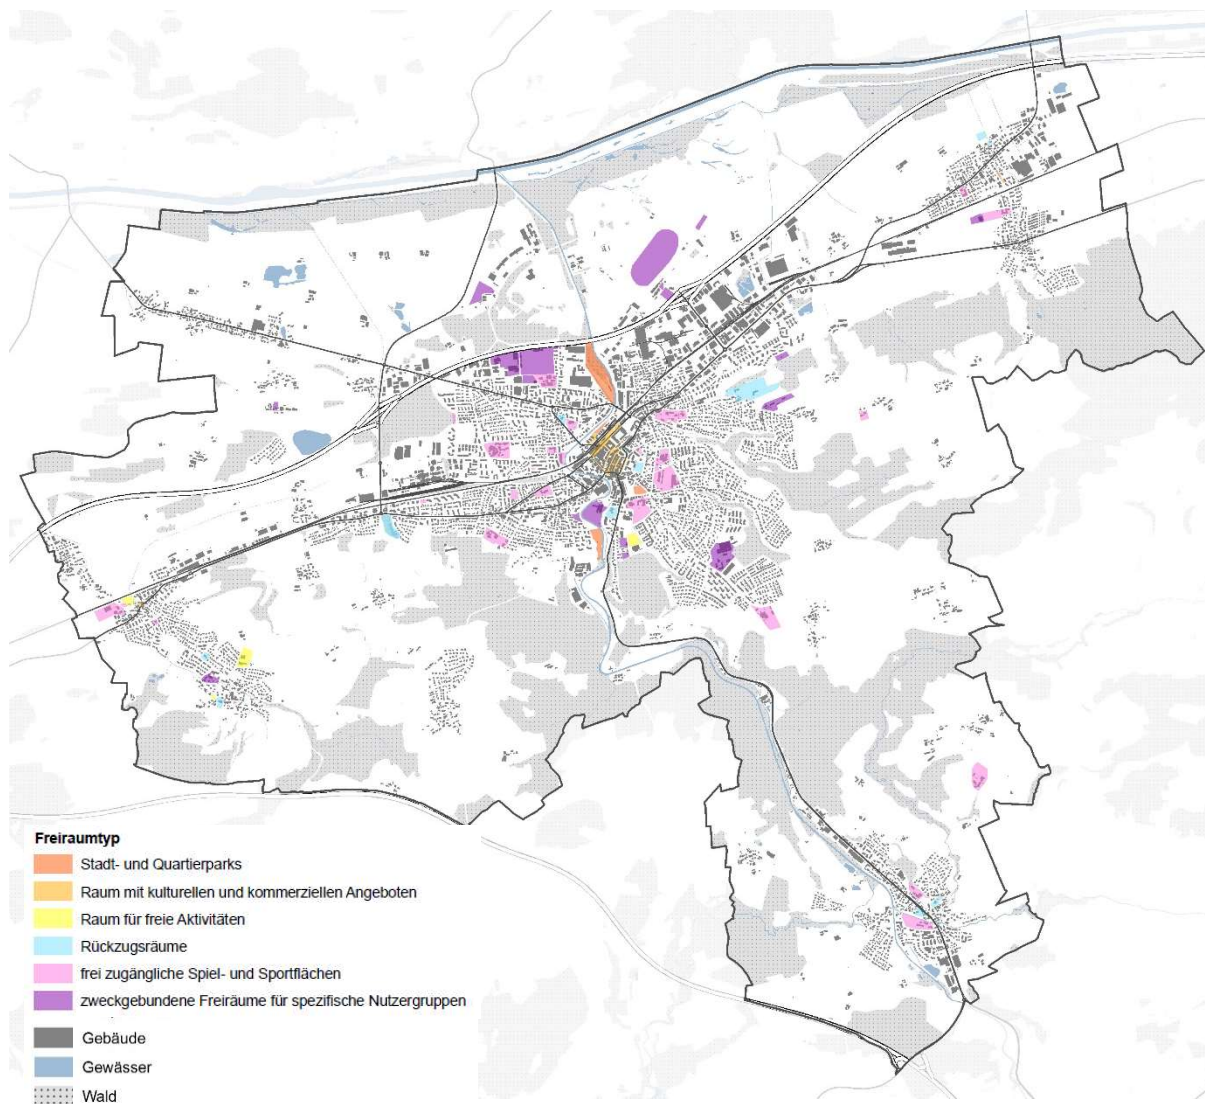 Freiraumtyp
Stadt- und Quartierparks
Raum mit kulturellen und kommerziellen Angeboten
Raum für freie Aktivitäten
Rückzugsräume
frei zugängliche Spiel- und Sportflächen
zweckgebundene Freiräume für spezifische Nutzergruppen
Gebäude
Gewässer
Wald